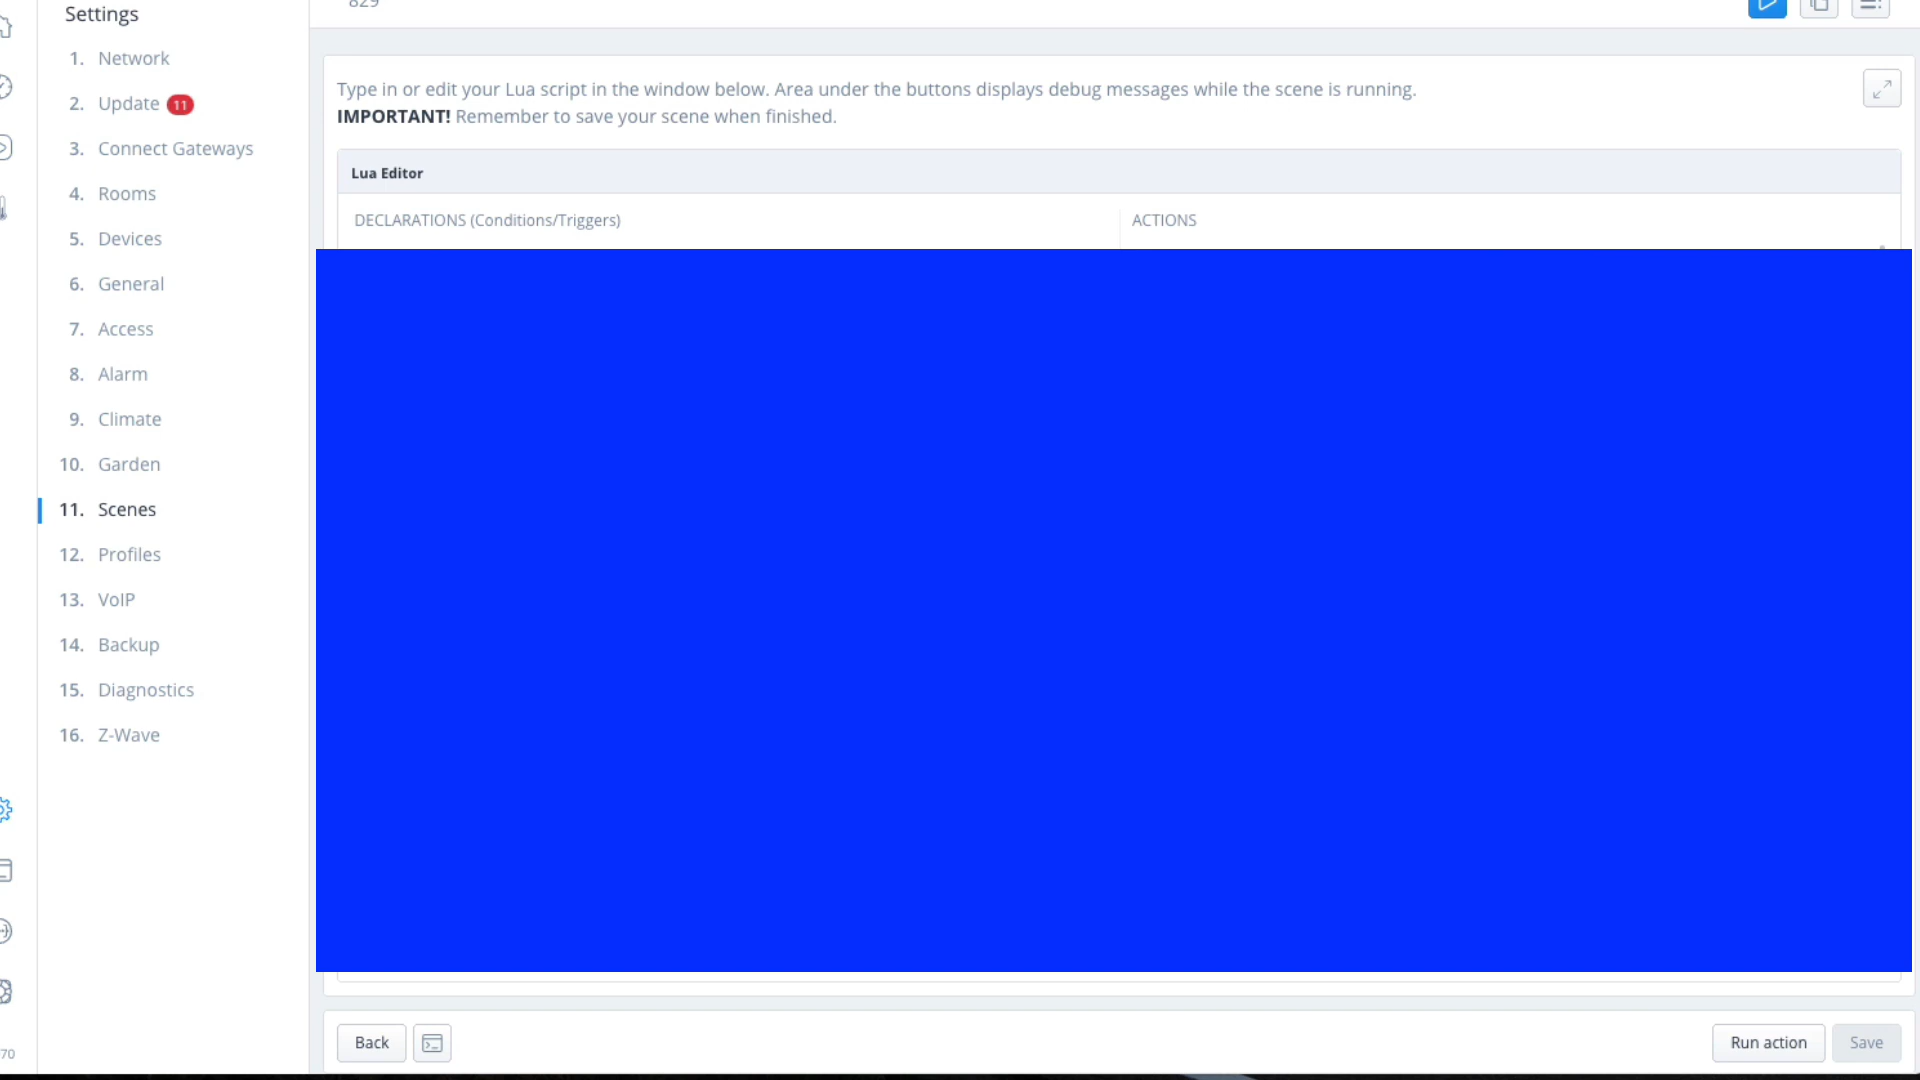 Settings
829
1. Network
2. Update 11
3. Connect Gateways
4. Rooms
5. Devices
6. General
7. Access
8. Alarm
9. Climate
10. Garden
11. Scenes
12. Profiles
13. VoIP
14. Backup
15. Diagnostics
16. Z-Wave
70
Type in or edit your Lua script in the window below. Area under the buttons displays debug messages while the scene is running.
IMPORTANT! Remember to save your scene when finished.
Lua Editor
DECLARATIONS (Conditions/Triggers)
ACTIONS
Back
Run action
Save